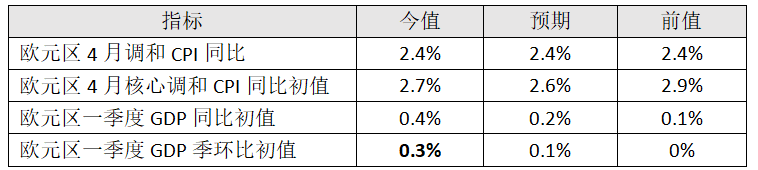 指标 今值 预期 前值
欧元区 4 月调和 CPI 同比 2.4% 2.4% 2.4%
欧元区 4 月核心调和 CPI 同比初值 2.7% 2.6% 2.9%
欧元区一季度 GDP 同比初值 0.4% 0.2% 0.1%
欧元区一季度 GDP 季环比初值 0.3% 0.1% 0%